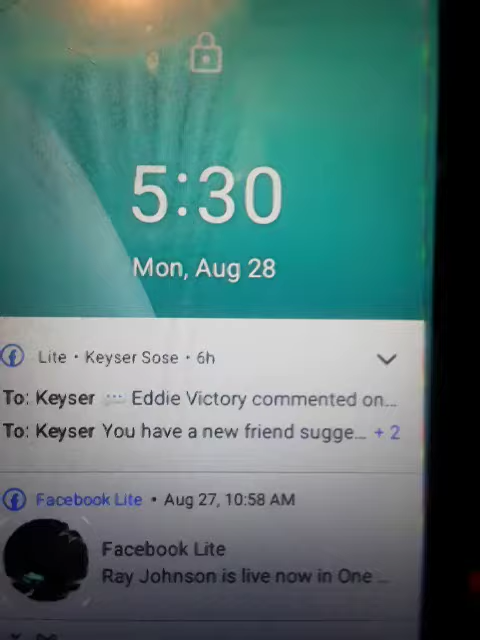 5:30
Mon, Aug 28
Lite • Keyser Sose • 6h
To: Keyser 💬 Eddie Victory commented on...
To: Keyser You have a new friend sugge... + 2
Facebook Lite • Aug 27, 10:58 AM
Facebook Lite
Ray Johnson is live now in One ...